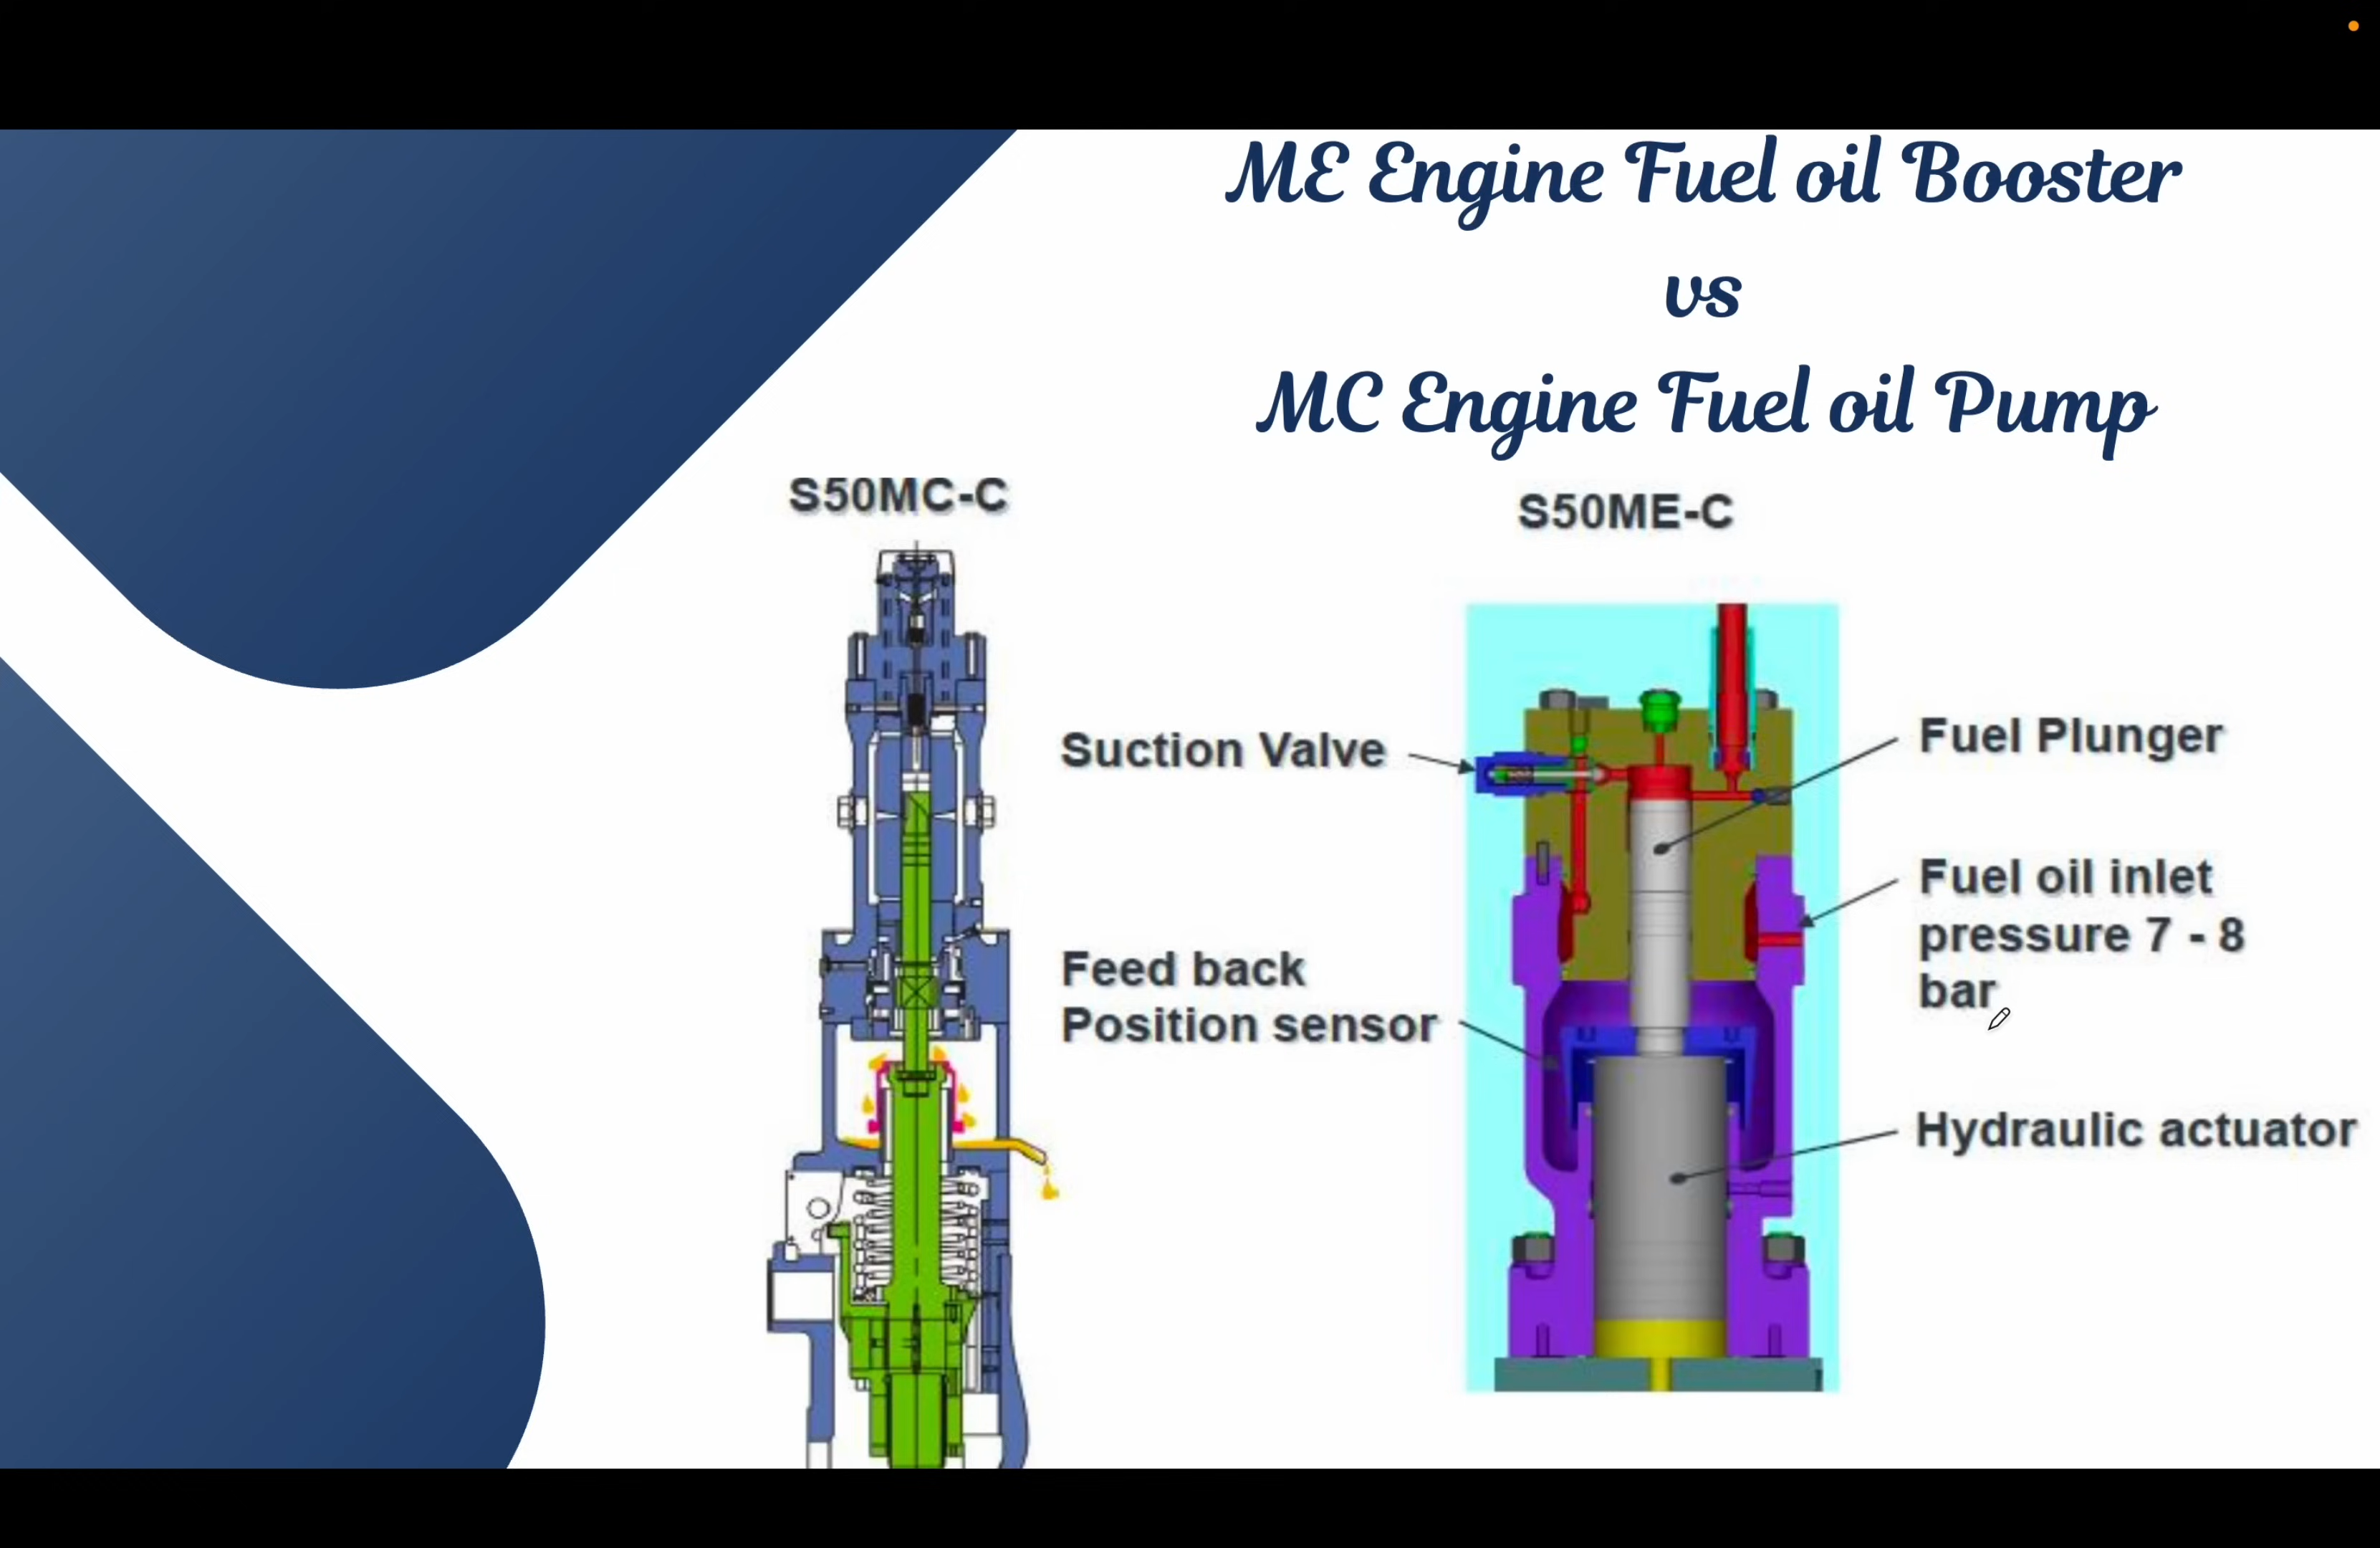 ME Engine Fuel oil Booster
vs
MC Engine Fuel oil Pump
S50MC-C
S50ME-C
Suction Valve
Fuel Plunger
Fuel oil inlet
pressure 7 - 8
bar
Feed back
Position sensor
Hydraulic actuator